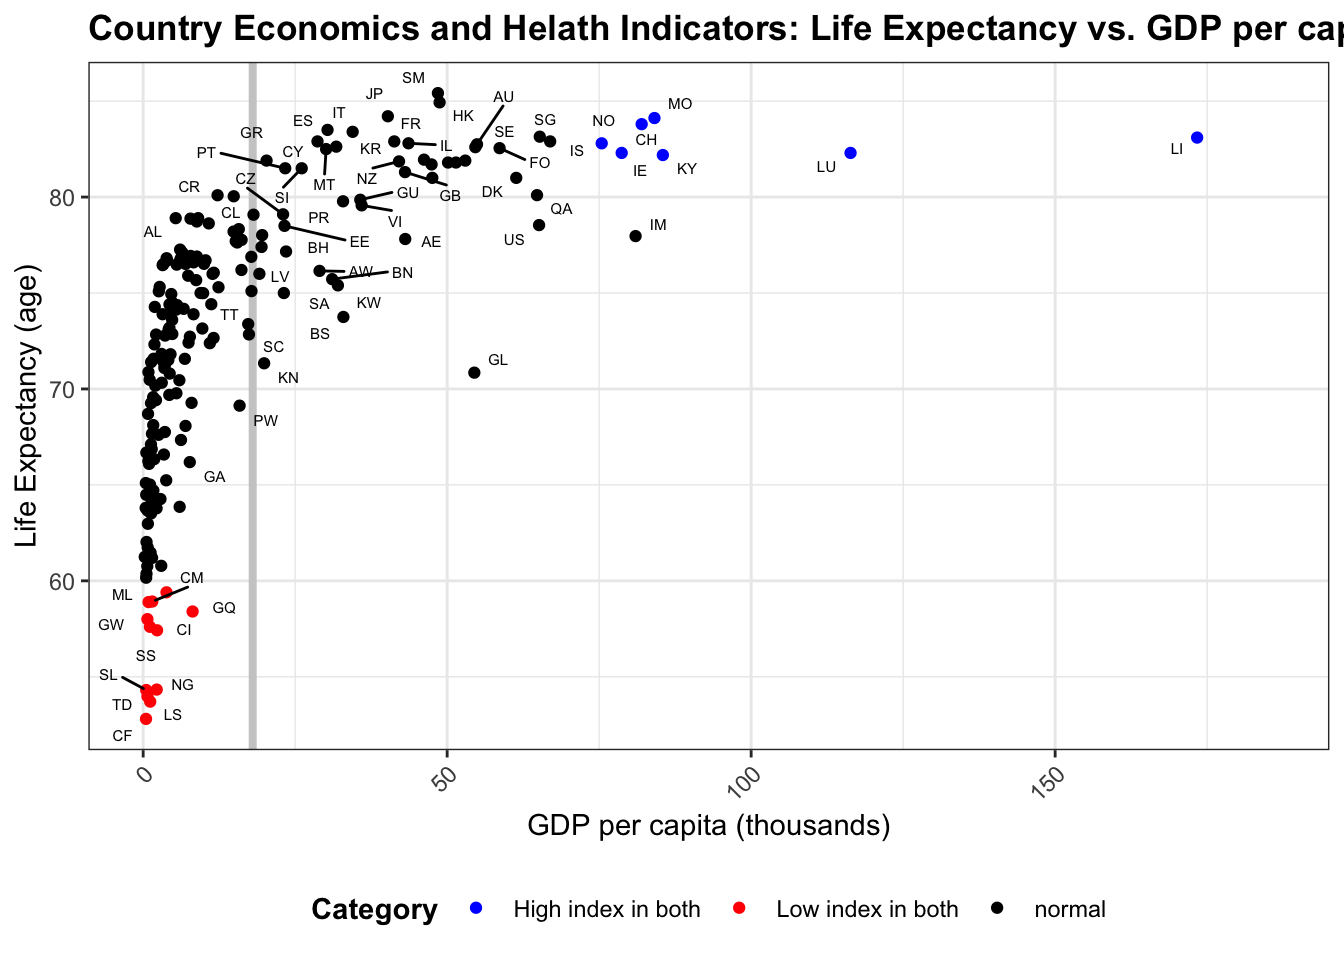 Country Economics and Helath Indicators: Life Expectancy vs. GDP per cap
SM
JP
AU
MO
IT
HK
SG
NO
ES
FR
GR
SE
CH
PT
CY
KR
IL
IS
LI
FO
IE
KY
LU
CZ
NZ
CR
SI
MT
GU
GB
DK
CL
PR
VI
QA
AL
IM
EE
BH
AE
US
LV
AW
BN
SA
KW
TT
BS
SC
GL
KN
PW
GA
CM
ML
GQ
GW
CI
SS
SL
NG
TD
LS
CF
80
70
60
Life Expectancy (age)
0
50
100
150
GDP per capita (thousands)
Category High index in both Low index in both normal